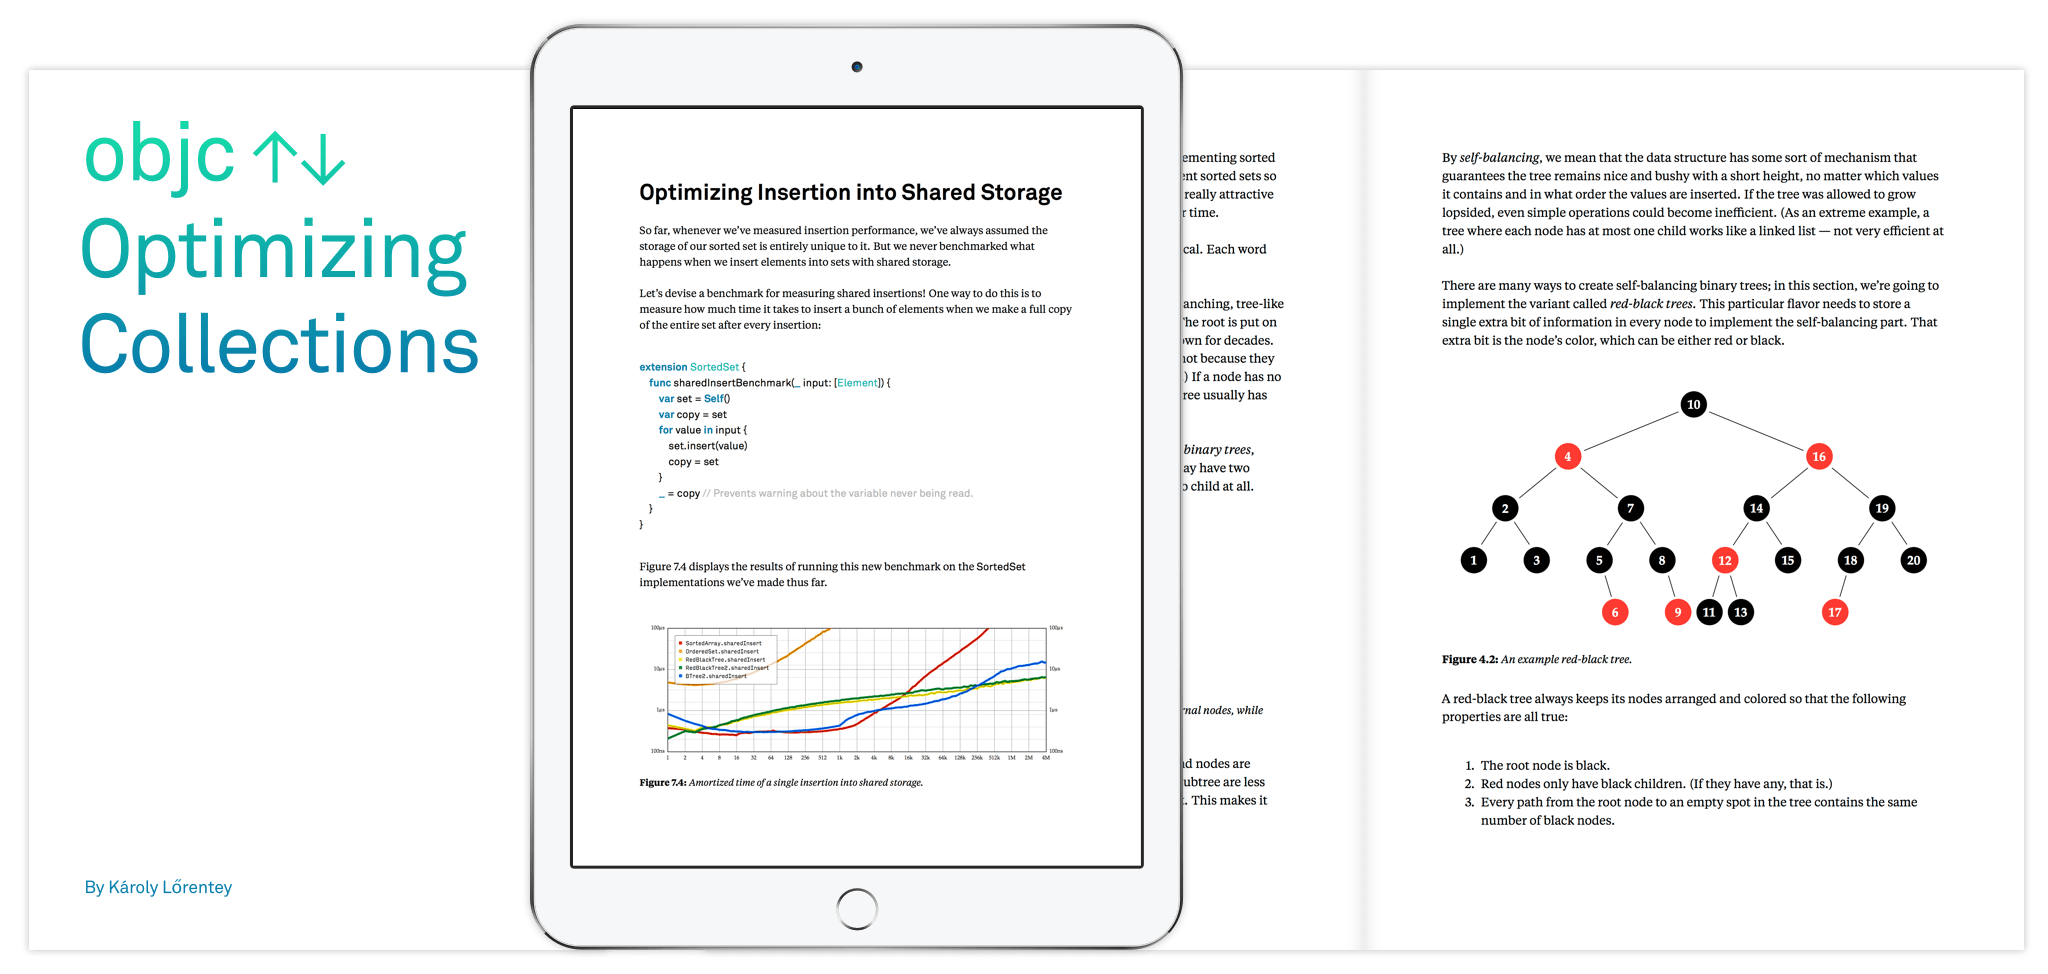 objc ↑↓
Optimizing
Collections
By Károly Lőrentey
Optimizing Insertion into Shared Storage
So far, whenever we’ve measured insertion performance, we’ve always assumed the
storage of our sorted set is entirely unique to it. But we never benchmarked what
happens when we insert elements into sets with shared storage.
Let’s devise a benchmark for measuring shared insertions! One way to do this is to
measure how much time it takes to insert a bunch of elements when we make a full copy
of the entire set after every insertion:
extension SortedSet {
func sharedInsertBenchmark(_ input: [Element]) {
var set = Self()
var copy = set
for value in input {
set.insert(value)
copy = set
}
_ = copy // Prevents warning about the variable never being read.
}
}
Figure 7.4 displays the results of running this new benchmark on the SortedSet
implementations we’ve made thus far.
100µs
10µs
1µs
100ns
SortedArray.sharedInsert
OrderedSet.sharedInsert
RedBlackTree.sharedInsert
RedBlackTree2.sharedInsert
BTree2.sharedInsert
100µs
10µs
1µs
100ns
1 2 4 8 16 32 64 128 256 512 1k 2k 4k 8k 16k 32k 64k 128k 256k 512k 1M 2M 4M
Figure 7.4: Amortized time of a single insertion into shared storage.
ementing sorted
ent sorted sets so
really attractive
r time.
cal. Each word
anching, tree-like
The root is put on
own for decades.
not because they
) If a node has no
ree usually has
binary trees,
ay have two
o child at all.
rnal nodes, while
d nodes are
ubtree are less
. This makes it
By self-balancing, we mean that the data structure has some sort of mechanism that
guarantees the tree remains nice and bushy with a short height, no matter which values
it contains and in what order the values are inserted. If the tree was allowed to grow
lopsided, even simple operations could become inefficient. (As an extreme example, a
tree where each node has at most one child works like a linked list — not very efficient at
all.)
There are many ways to create self-balancing binary trees; in this section, we’re going to
implement the variant called red-black trees. This particular flavor needs to store a
single extra bit of information in every node to implement the self-balancing part. That
extra bit is the node’s color, which can be either red or black.
10
4 16
2 7 14 19
1 3 5 8 12 15 18 20
6 9 11 13 17
Figure 4.2: An example red-black tree.
A red-black tree always keeps its nodes arranged and colored so that the following
properties are all true:
1. The root node is black.
2. Red nodes only have black children. (If they have any, that is.)
3. Every path from the root node to an empty spot in the tree contains the same
number of black nodes.